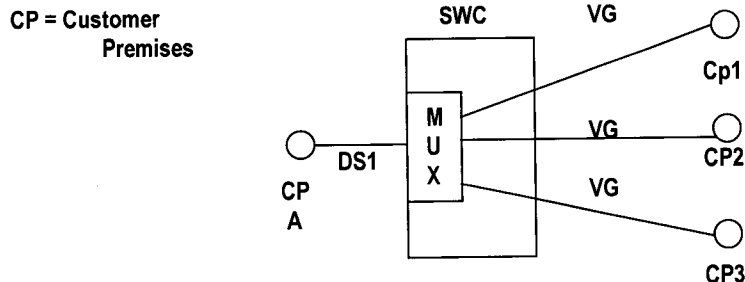 CP = Customer
Premises
SWC
VG
Cp1
M
U
X
VG
CP2
DS1
CP
A
VG
CP3